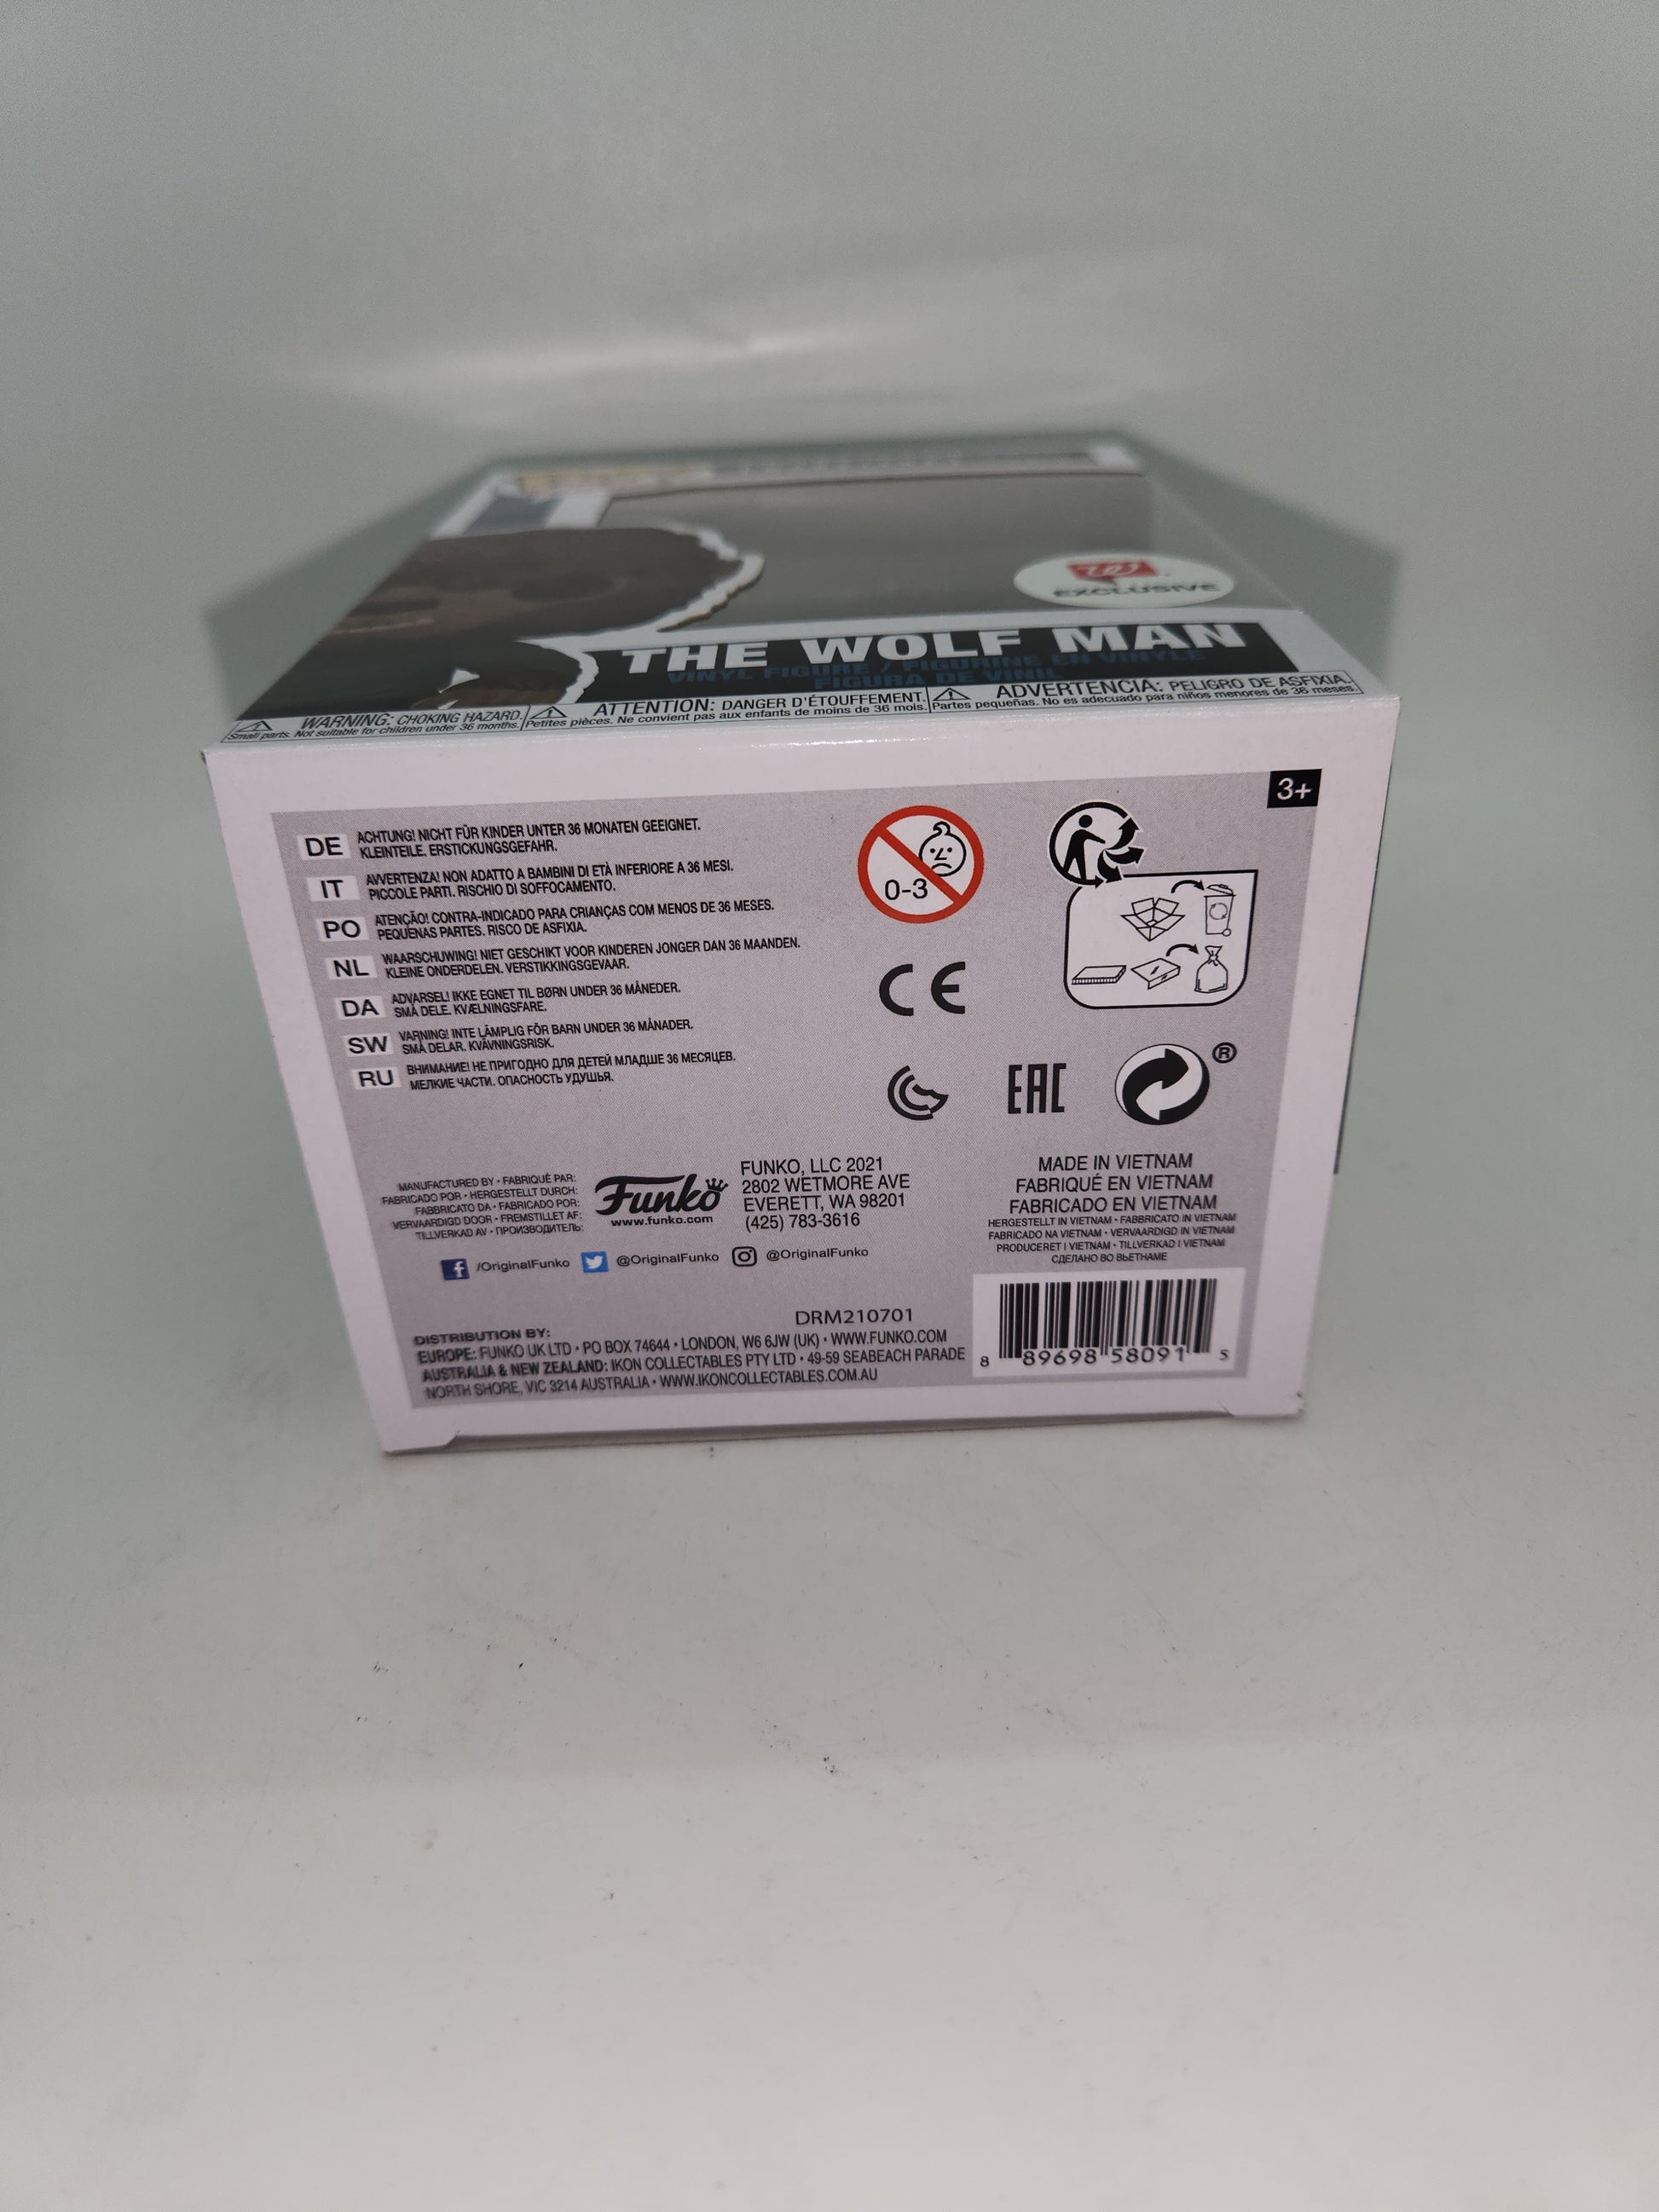 EXCLUSIVE
THE WOLF MAN
VINYL FIGURE / FIGURINE EN VINYLE
FIGURA DE VINIL
WARNING: CHOKING HAZARD.
Small parts. Not suitable for children under 36 months.
ATTENTION: DANGER D'ÉTOUFFEMENT.
Petites pièces. Ne convient pas aux enfants de moins de 36 mois.
ADVERTENCIA: PELIGRO DE ASFIXIA.
Partes pequeñas. No es adecuado para niños menores de 36 meses.
3+
DE ACHTUNG! NICHT FÜR KINDER UNTER 36 MONATEN GEEIGNET.
KLEINTEILE. ERSTICKUNGSGEFAHR.
IT AVVERTENZA! NON ADATTO A BAMBINI DI ETÀ INFERIORE A 36 MESI.
PICCOLE PARTI. RISCHIO DI SOFFOCAMENTO.
PO ATENÇÃO! CONTRA-INDICADO PARA CRIANÇAS COM MENOS DE 36 MESES.
PEQUENAS PARTES. RISCO DE ASFIXIA.
NL WAARSCHUWING! NIET GESCHIKT VOOR KINDEREN JONGER DAN 36 MAANDEN.
KLEINE ONDERDELEN. VERSTIKKINGSGEVAAR.
DA ADVARSEL! IKKE EGNET TIL BØRN UNDER 36 MÅNEDER.
SMÅ DELE. KVÆLNINGSFARE.
SW VARNING! INTE LÄMPLIG FÖR BARN UNDER 36 MÅNADER.
SMÅ DELAR. KVÄVNINGSRISK.
RU ВНИМАНИЕ! НЕ ПРИГОДНО ДЛЯ ДЕТЕЙ МЛАДШЕ 36 МЕСЯЦЕВ.
МЕЛКИЕ ЧАСТИ. ОПАСНОСТЬ УДУШЬЯ.
0-3
CE
EAC
®
MANUFACTURED BY • FABRIQUÉ PAR:
FABRICADO POR • HERGESTELLT DURCH:
FABBRICATO DA • FABRICADO POR:
VERVAARDIGD DOOR • FREMSTILLET AF:
TILLVERKAD AV • ПРОИЗВОДИТЕЛЬ:
Funko
www.funko.com
FUNKO, LLC 2021
2802 WETMORE AVE
EVERETT, WA 98201
(425) 783-3616
/OriginalFunko @OriginalFunko @OriginalFunko
MADE IN VIETNAM
FABRIQUÉ EN VIETNAM
FABRICADO EN VIETNAM
HERGESTELLT IN VIETNAM • FABBRICATO IN VIETNAM
FABRICADO NA VIETNAM • VERVAARDIGD IN VIETNAM
PRODUCERET I VIETNAM • TILLVERKAD I VIETNAM
СДЕЛАНО ВО ВЬЕТНАМЕ
DRM210701
DISTRIBUTION BY:
EUROPE: FUNKO UK LTD • PO BOX 74644 • LONDON, W6 6JW (UK) • WWW.FUNKO.COM
AUSTRALIA & NEW ZEALAND: IKON COLLECTABLES PTY LTD • 49-59 SEABEACH PARADE
NORTH SHORE, VIC 3214 AUSTRALIA • WWW.IKONCOLLECTABLES.COM.AU
8 89698 58091 5